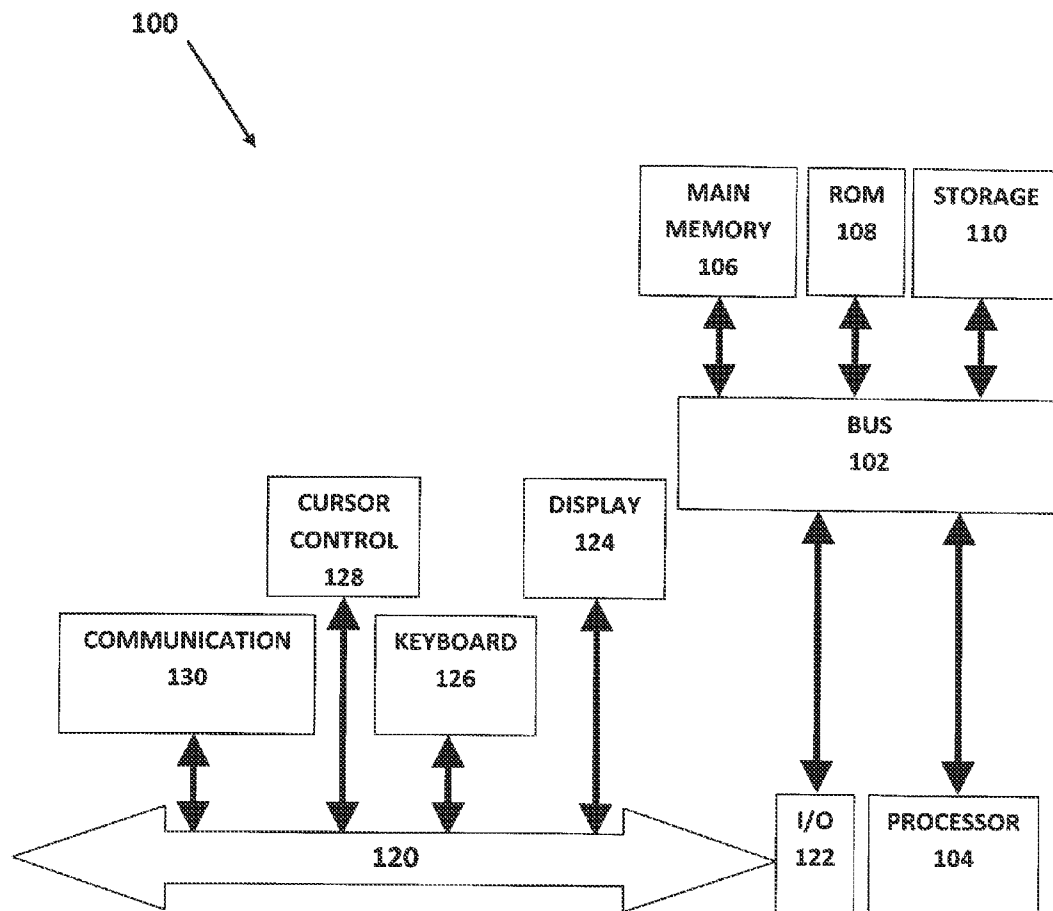 100
MAIN
MEMORY
106
ROM
108
STORAGE
110
BUS
102
CURSOR
CONTROL
128
DISPLAY
124
COMMUNICATION
130
KEYBOARD
126
120
I/O
122
PROCESSOR
104